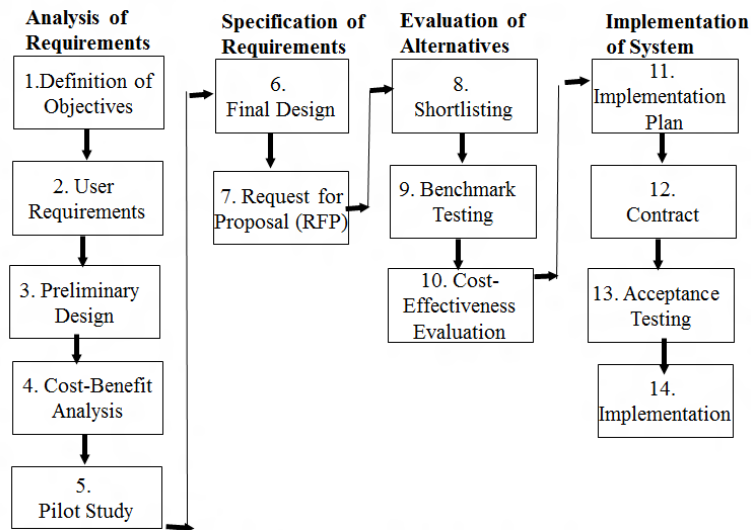 Analysis of
Requirements
1.Definition of
Objectives
2. User
Requirements
3. Preliminary
Design
4. Cost-Benefit
Analysis
5.
Pilot Study
Specification of
Requirements
6.
Final Design
7. Request for
Proposal (RFP)
Evaluation of
Alternatives
8.
Shortlisting
9. Benchmark
Testing
10. Cost-
Effectiveness
Evaluation
Implementation
of System
11.
Implementation
Plan
12.
Contract
13. Acceptance
Testing
14.
Implementation